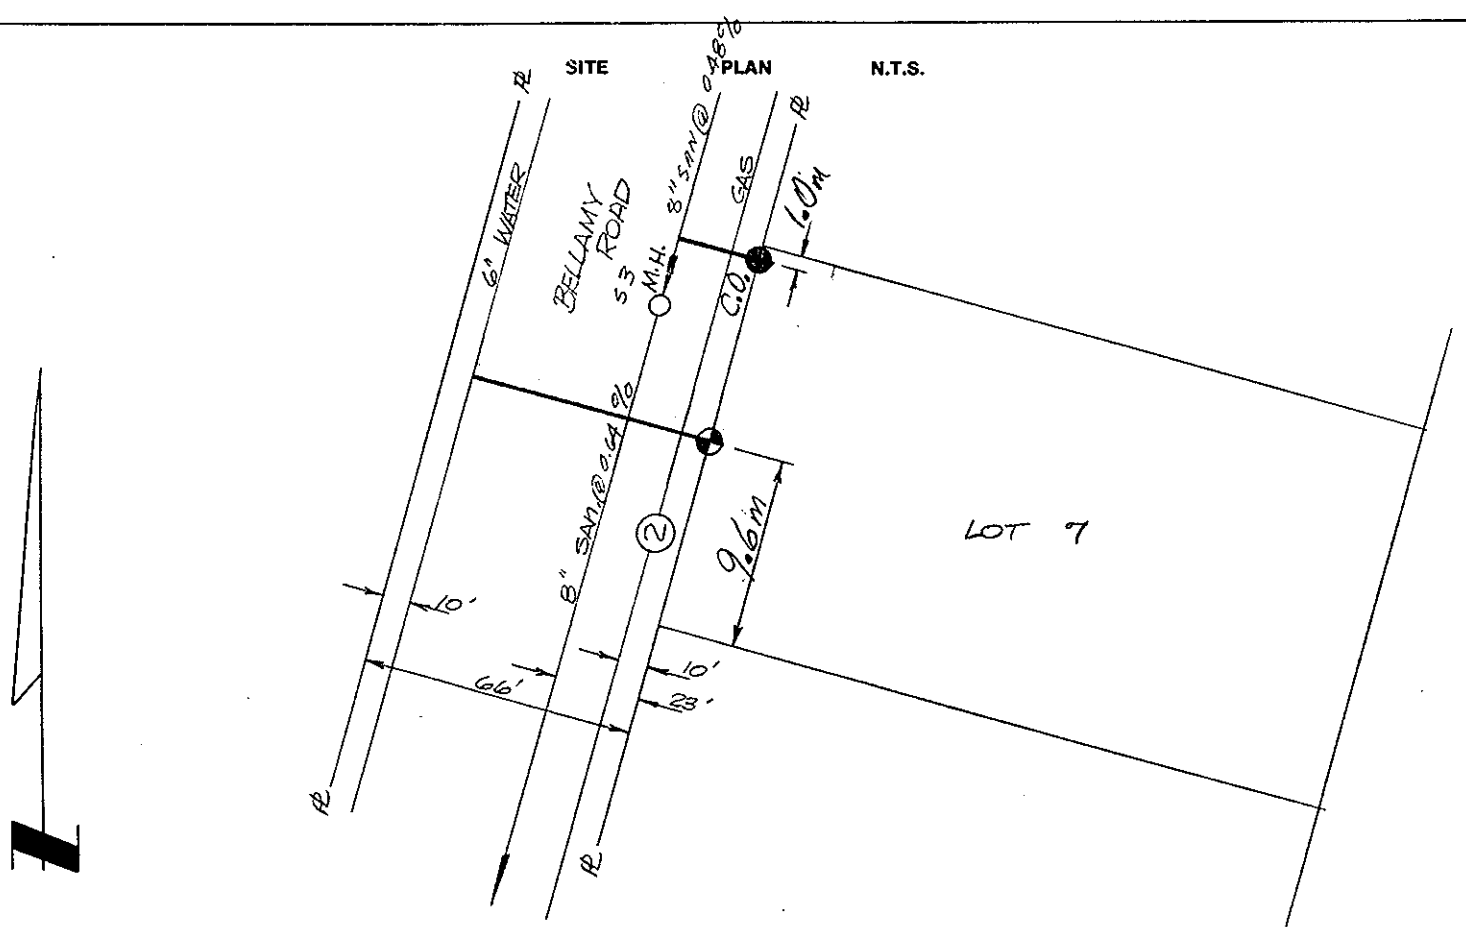 SITE PLAN N.T.S.
℄
8" SAN @ 0.48%
℄
6" WATER
BELLAMY
ROAD
53
M.H.
GAS
1.0m
C.O.
8" SAN. @ 0.64 %
2
9.6m
LOT 7
10'
66'
10'
23'
℄
℄